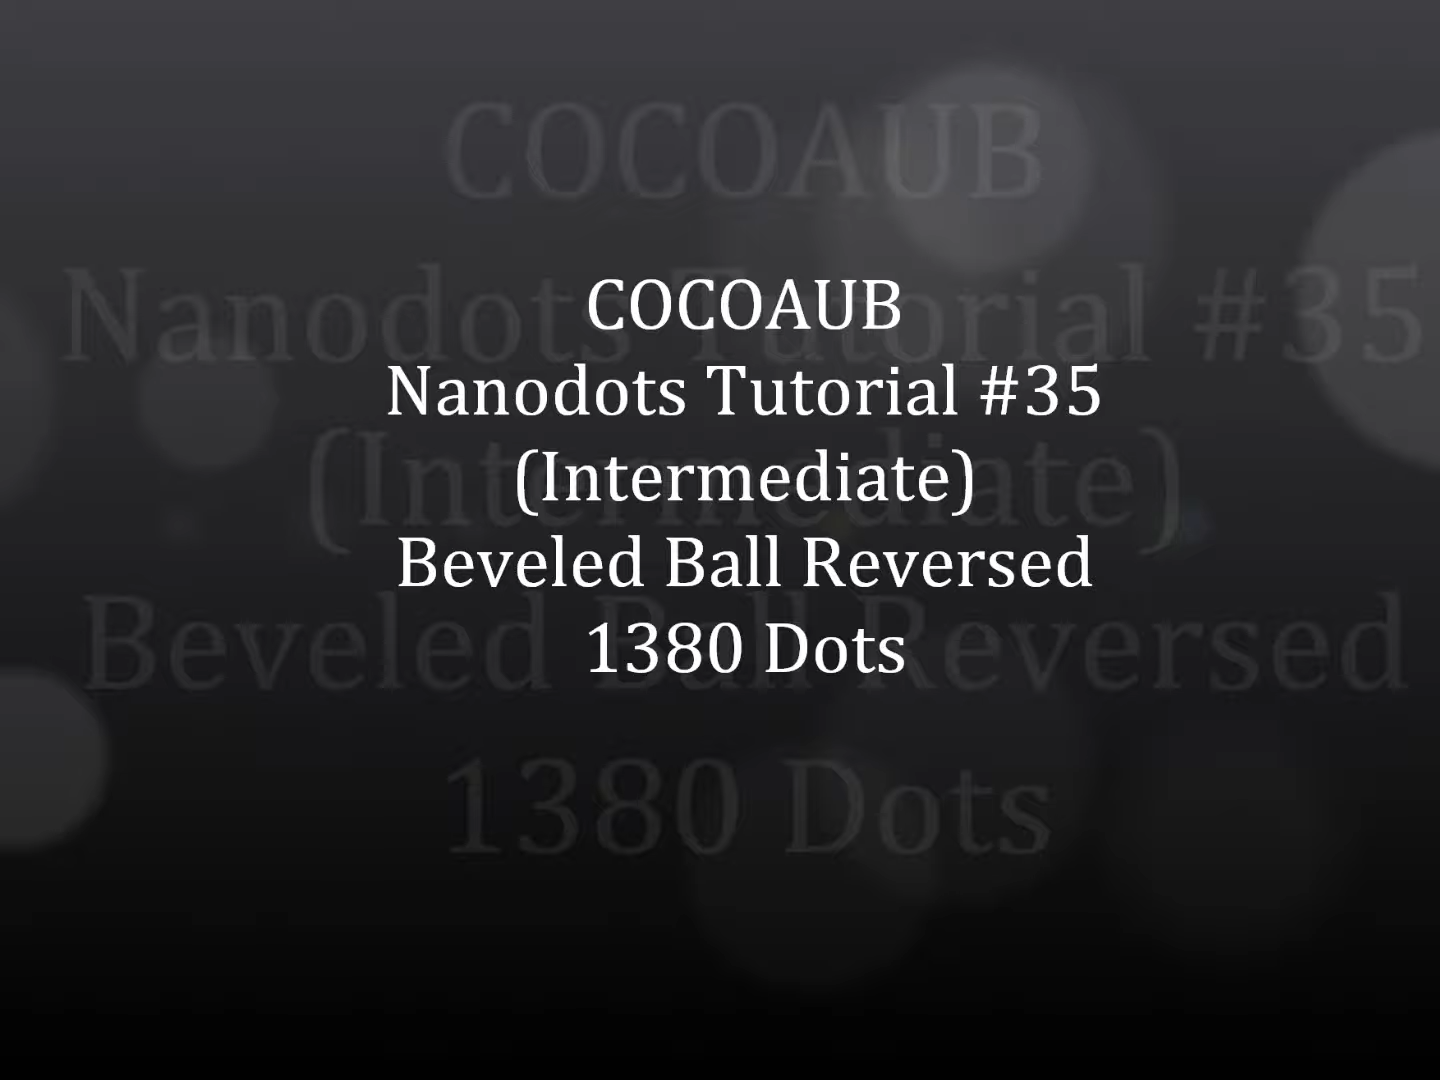 COCOAUB
Nanodots Tutorial #35
(Intermediate)
Beveled Ball Reversed
1380 Dots